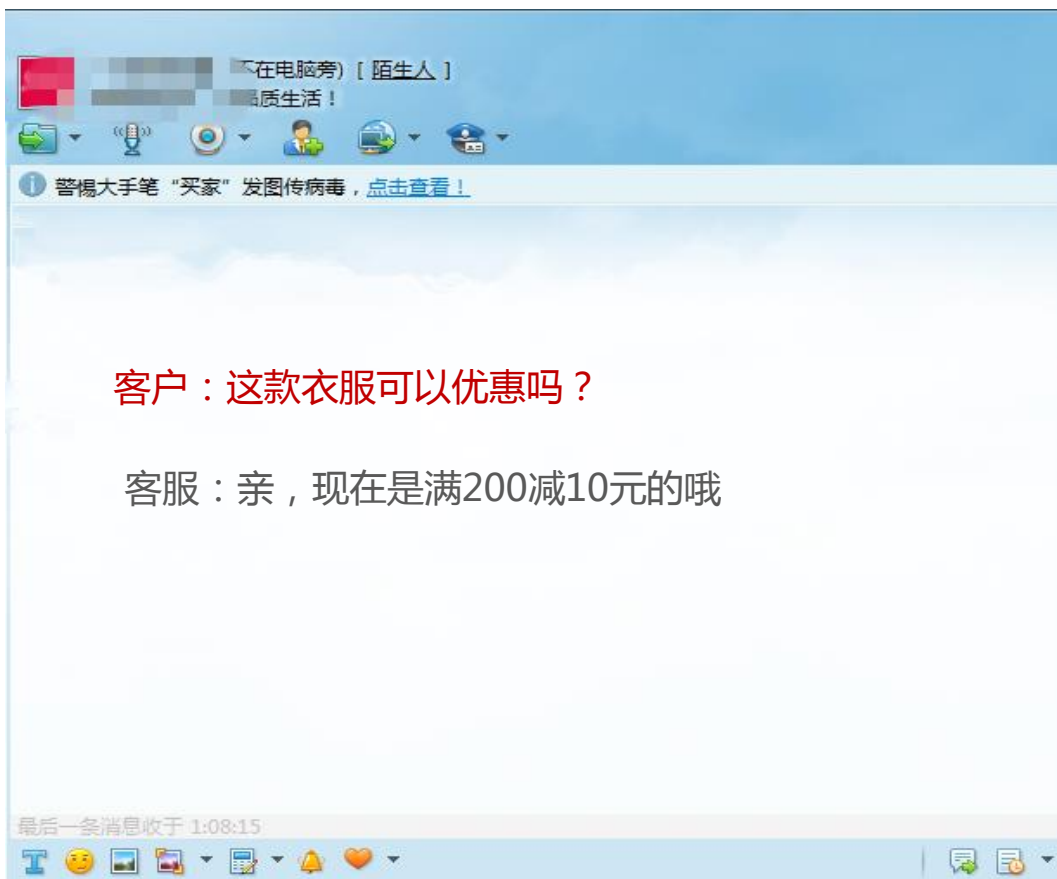 在电脑旁) [ 陌生人 ]
品质生活！
警惕大手笔“买家”发图传病毒，点击查看！
客户：这款衣服可以优惠吗？
客服：亲，现在是满200减10元的哦
最后一条消息收于 1:08:15